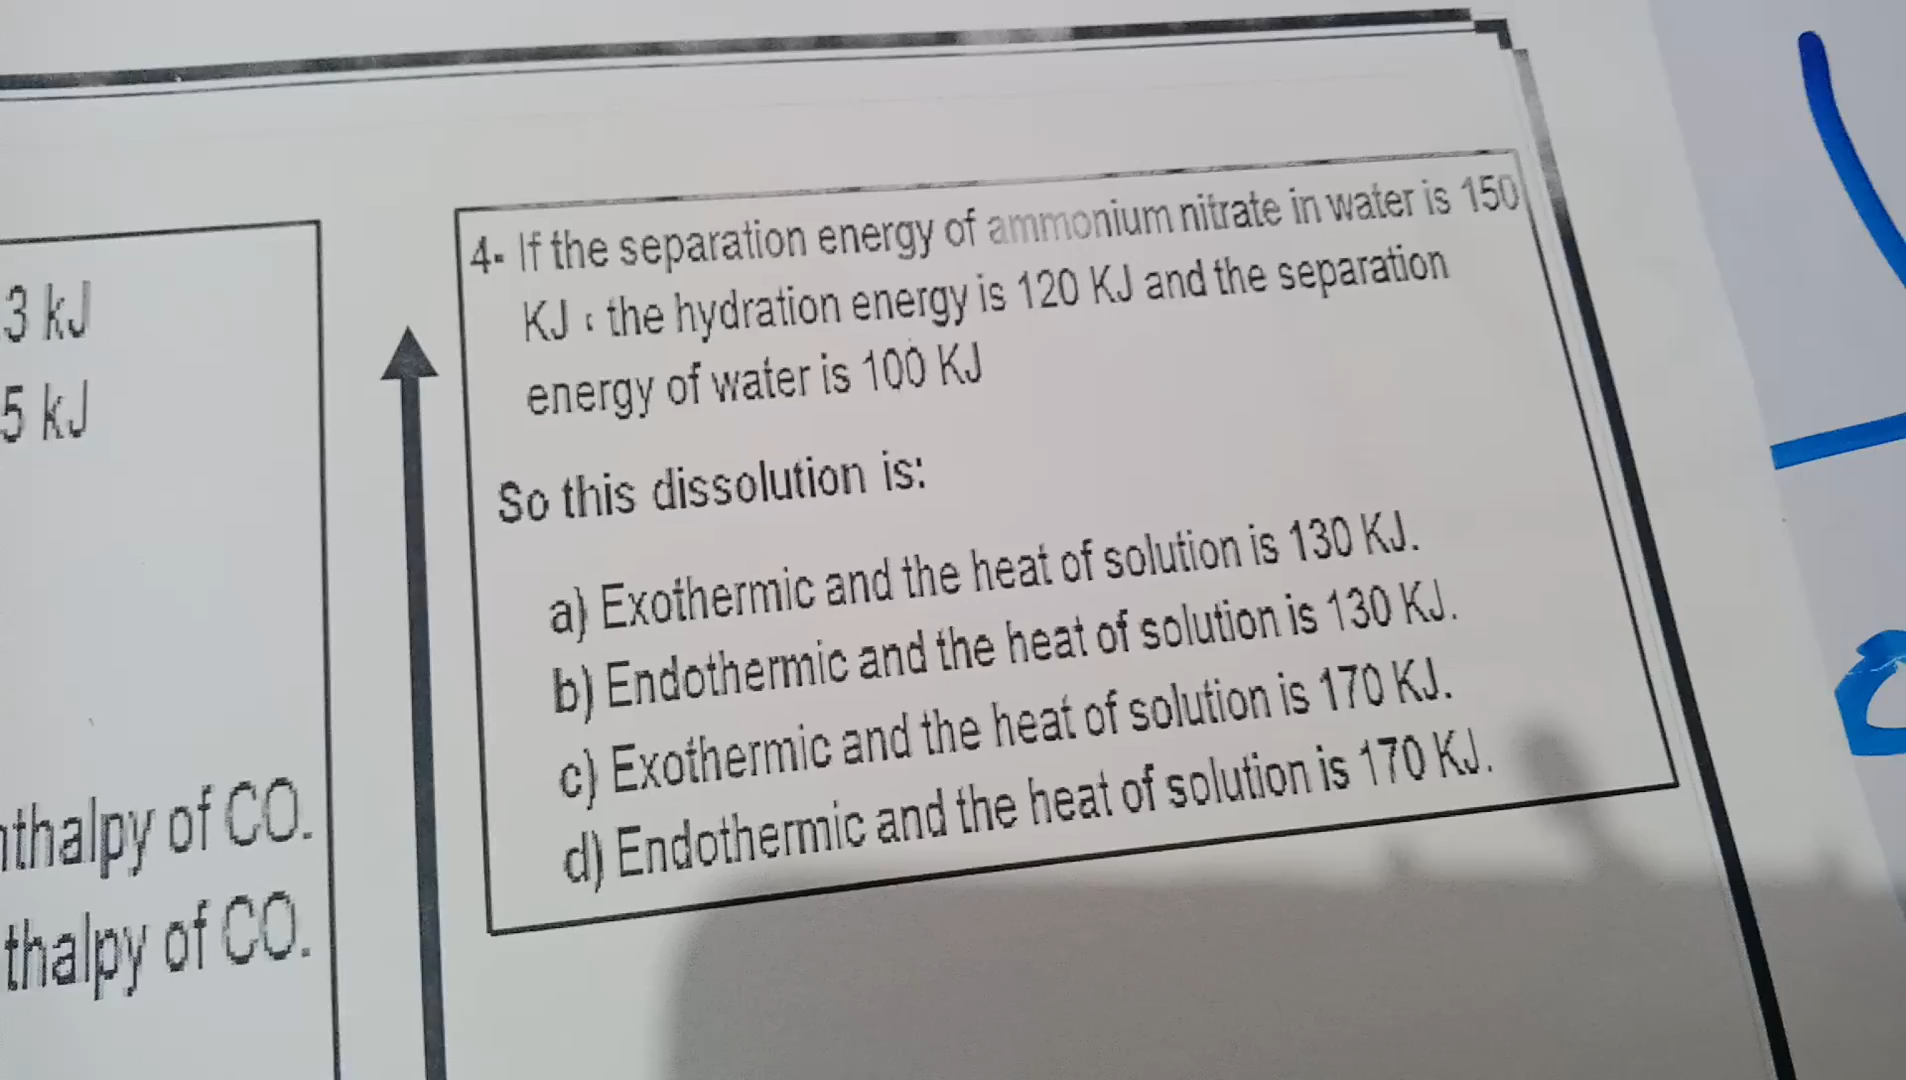 3 kJ
5 kJ
thalpy of CO.
thalpy of CO.
4- If the separation energy of ammonium nitrate in water is 150
KJ ، the hydration energy is 120 KJ and the separation
energy of water is 100 KJ
So this dissolution is:
a) Exothermic and the heat of solution is 130 KJ.
b) Endothermic and the heat of solution is 130 KJ.
c) Exothermic and the heat of solution is 170 KJ.
d) Endothermic and the heat of solution is 170 KJ.